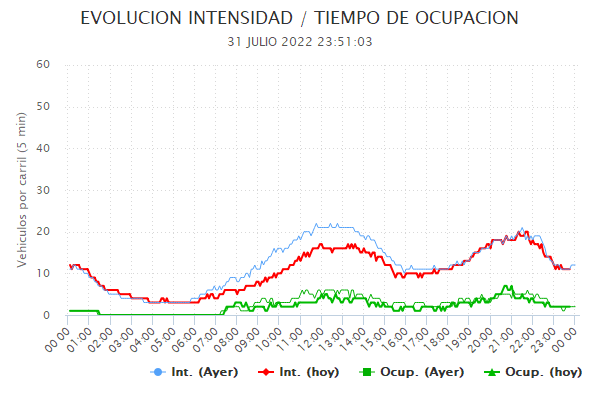 EVOLUCION INTENSIDAD / TIEMPO DE OCUPACION
31 JULIO 2022 23:51:03
Vehiculos por carril (5 min)
60
50
40
30
20
10
0
00:00 01:00 02:00 03:00 04:00 05:00 06:00 07:00 08:00 09:00 10:00 11:00 12:00 13:00 14:00 15:00 16:00 17:00 18:00 19:00 20:00 21:00 22:00 23:00 00:00
Int. (Ayer) Int. (hoy) Ocup. (Ayer) Ocup. (hoy)